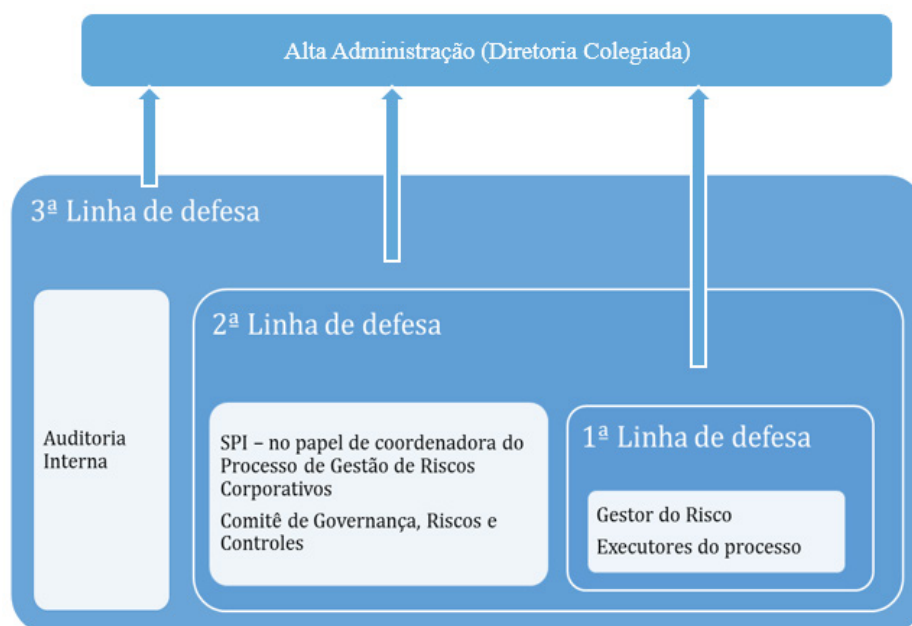 Alta Administração (Diretoria Colegiada)
3ª Linha de defesa
Auditoria
Interna
2ª Linha de defesa
SPI – no papel de coordenadora do
Processo de Gestão de Riscos
Corporativos
Comitê de Governança, Riscos e
Controles
1ª Linha de defesa
Gestor do Risco
Executores do processo